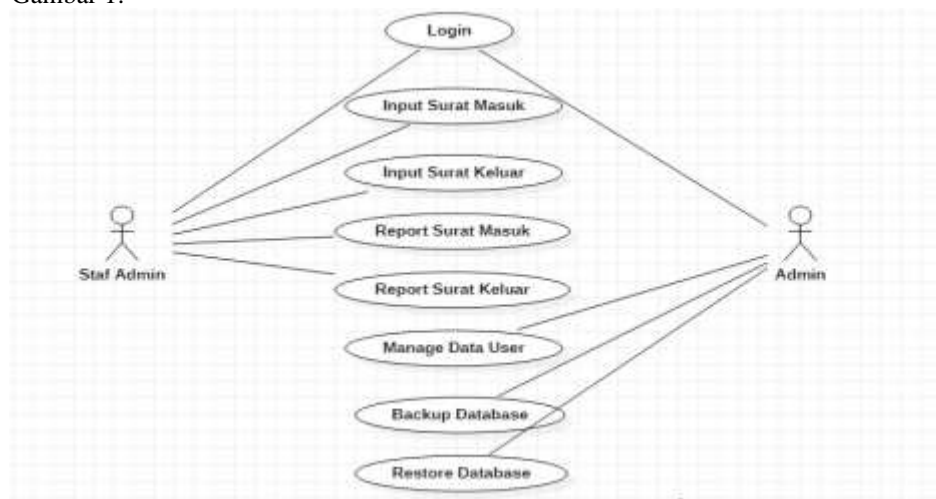 Gambar 1.
Login
Input Surat Masuk
Input Surat Keluar
Report Surat Masuk
Staf Admin
Admin
Report Surat Keluar
Manage Data User
Backup Database
Restore Database